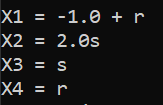 X1 = -1.0 + r
X2 = 2.0s
X3 = s
X4 = r